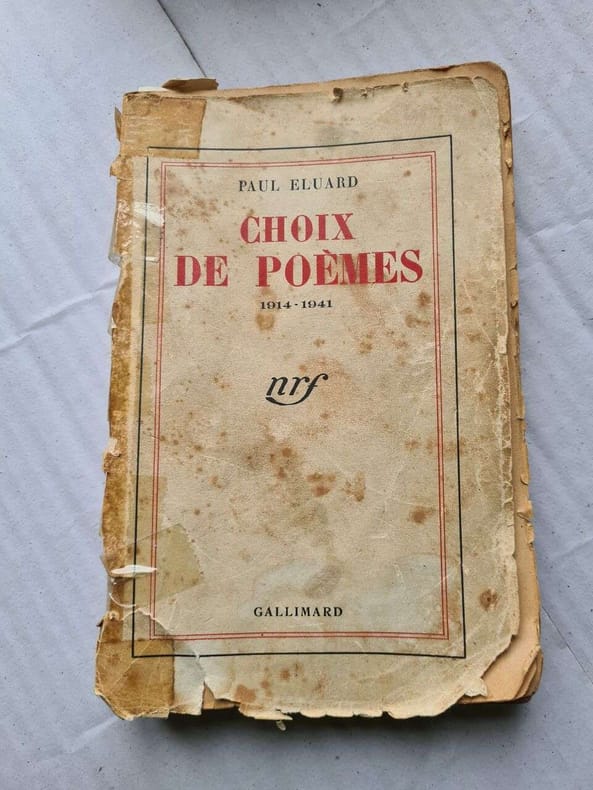 PAUL ELUARD
CHOIX
DE POÈMES
1914-1941
nrf
GALLIMARD